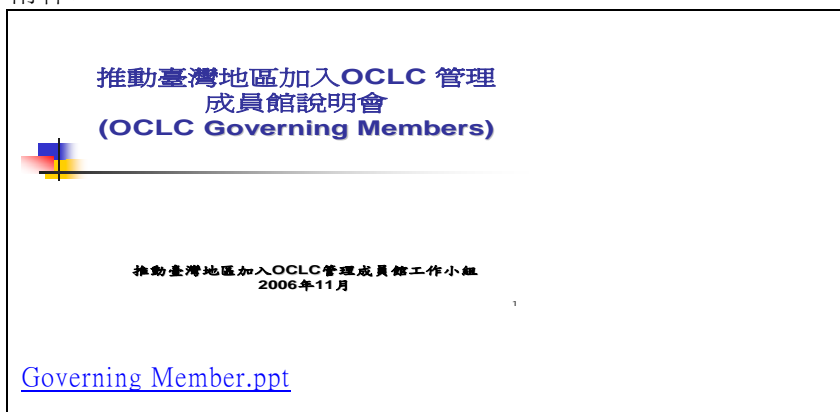 推動臺灣地區加入OCLC 管理
成員館說明會
(OCLC Governing Members)
推動臺灣地區加入OCLC管理成員館工作小組
2006年11月
1
Governing Member.ppt